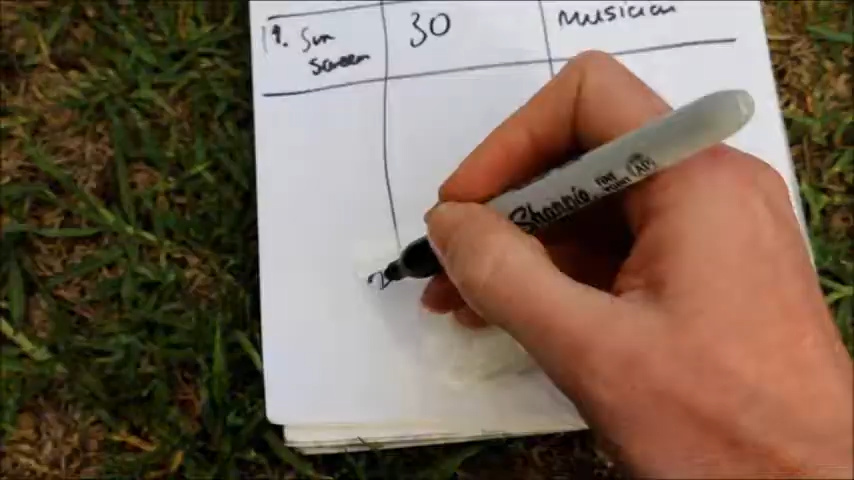 19. Sun
Screen
30
Musician
Sharpie
FINE
POINT